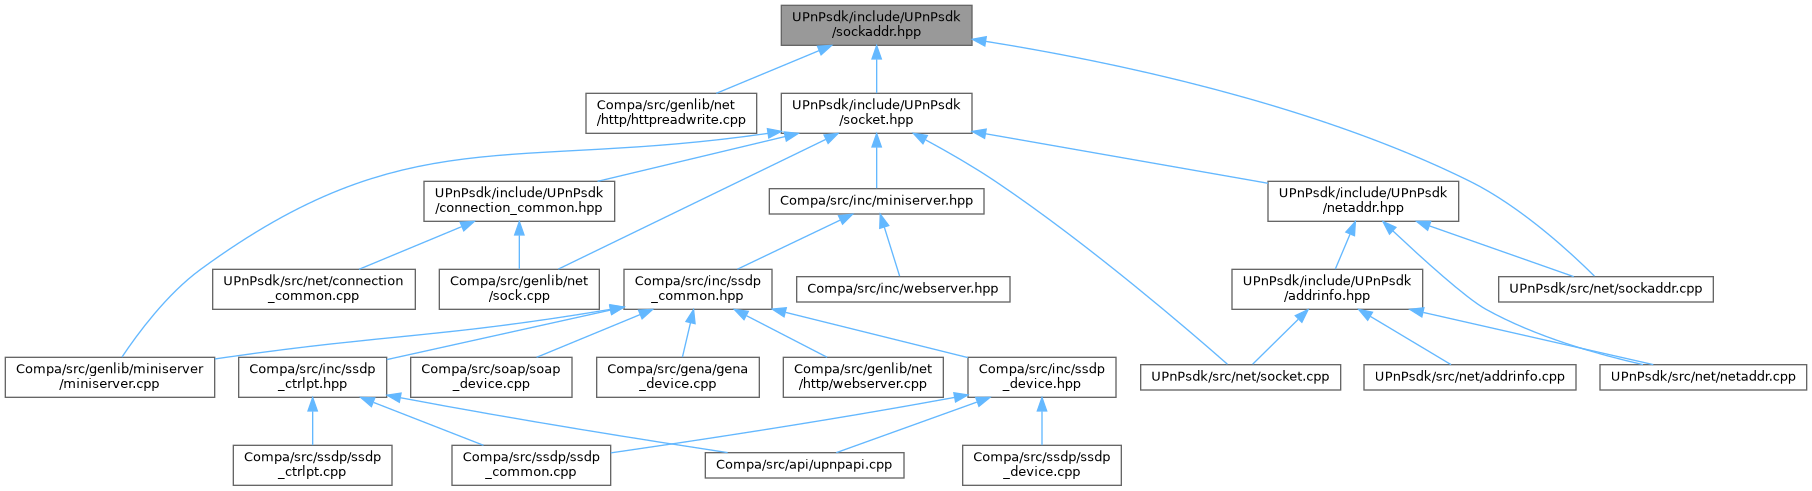 UPnPsdk/include/UPnPsdk
/sockaddr.hpp
Compa/src/genlib/net
/http/httpreadwrite.cpp
UPnPsdk/include/UPnPsdk
/socket.hpp
UPnPsdk/include/UPnPsdk
/connection_common.hpp
Compa/src/inc/miniserver.hpp
UPnPsdk/include/UPnPsdk
/netaddr.hpp
UPnPsdk/src/net/connection
_common.cpp
Compa/src/genlib/net
/sock.cpp
Compa/src/inc/ssdp
_common.hpp
Compa/src/inc/webserver.hpp
UPnPsdk/include/UPnPsdk
/addrinfo.hpp
UPnPsdk/src/net/sockaddr.cpp
Compa/src/genlib/miniserver
/miniserver.cpp
Compa/src/inc/ssdp
_ctrlpt.hpp
Compa/src/soap/soap
_device.cpp
Compa/src/gena/gena
_device.cpp
Compa/src/genlib/net
/http/webserver.cpp
Compa/src/inc/ssdp
_device.hpp
UPnPsdk/src/net/socket.cpp
UPnPsdk/src/net/addrinfo.cpp
UPnPsdk/src/net/netaddr.cpp
Compa/src/ssdp/ssdp
_ctrlpt.cpp
Compa/src/ssdp/ssdp
_common.cpp
Compa/src/api/upnpapi.cpp
Compa/src/ssdp/ssdp
_device.cpp